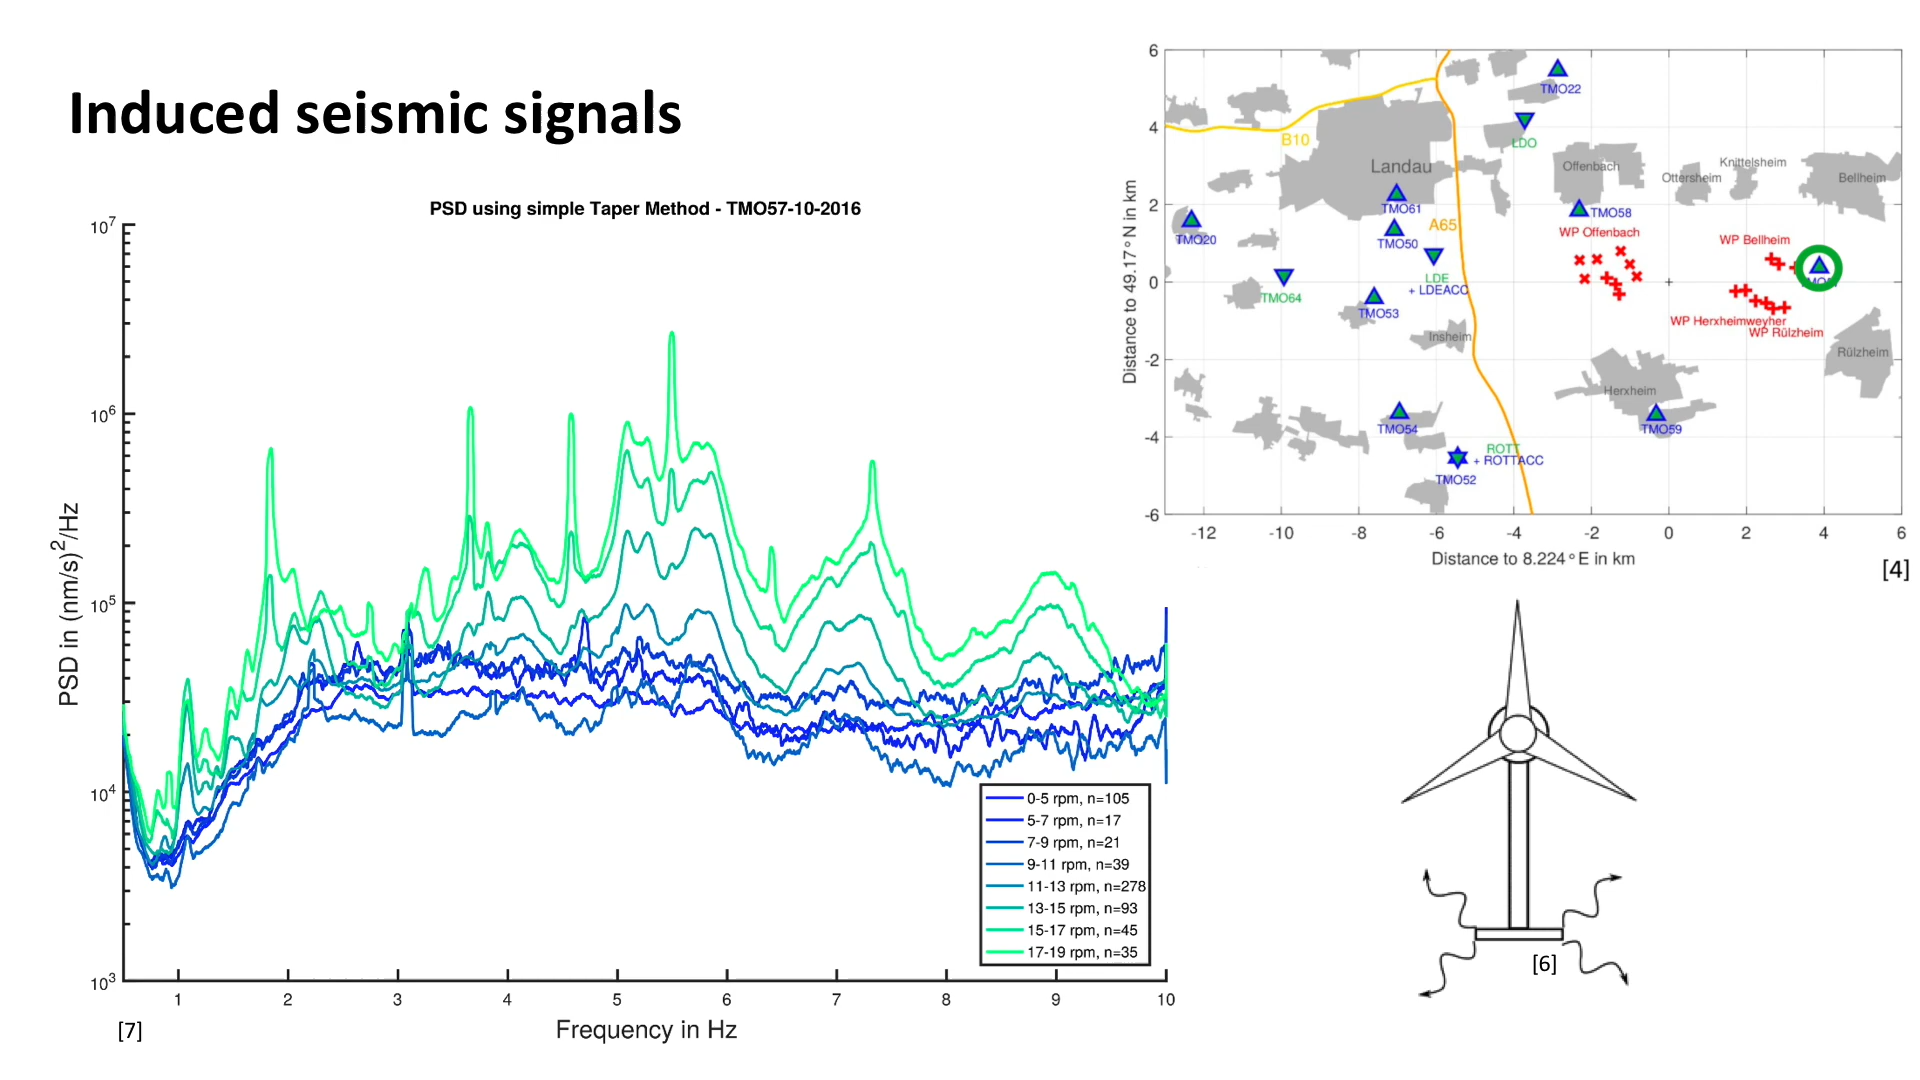 Induced seismic signals
PSD using simple Taper Method - TMO57-10-2016
10^7
10^6
10^5
10^4
10^3
PSD in (nm/s)^2/Hz
1 2 3 4 5 6 7 8 9 10
Frequency in Hz
0-5 rpm, n=105
5-7 rpm, n=17
7-9 rpm, n=21
9-11 rpm, n=39
11-13 rpm, n=278
13-15 rpm, n=93
15-17 rpm, n=45
17-19 rpm, n=35
[7]
6
4
2
0
-2
-4
-6
Distance to 49.17°N in km
-12 -10 -8 -6 -4 -2 0 2 4 6
Distance to 8.224°E in km
TMO22
B10
LDO
Landau
Offenbach
Knittelsheim
Ottersheim
Bellheim
TMO61
TMO58
A65
TMO20
TMO50
WP Offenbach
WP Bellheim
LDE
+ LDEACC
TMO64
TMO53
WP Herxheimweyher
WP Rülzheim
Insheim
Rülzheim
Herxheim
TMO54
TMO59
ROTT
+ ROTTACC
TMO52
[4]
[6]